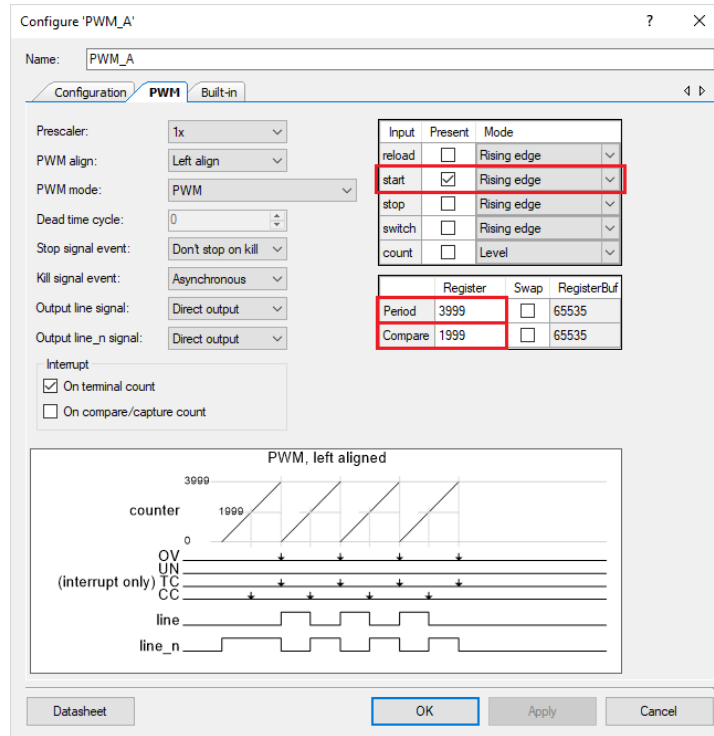 Configure 'PWM_A'
?
Name: PWM_A
Configuration PWM Built-in
Prescaler: 1x
PWM align: Left align
PWM mode: PWM
Dead time cycle: 0
Stop signal event: Don't stop on kill
Kill signal event: Asynchronous
Output line signal: Direct output
Output line_n signal: Direct output
Interrupt
On terminal count
On compare/capture count
Input Present Mode
reload Rising edge
start Rising edge
stop Rising edge
switch Rising edge
count Level
Register Swap RegisterBuf
Period 3999 65535
Compare 1999 65535
PWM, left aligned
3999
counter 1999
0
OV
UN
(interrupt only) TC
CC
line
line_n
Datasheet OK Apply Cancel